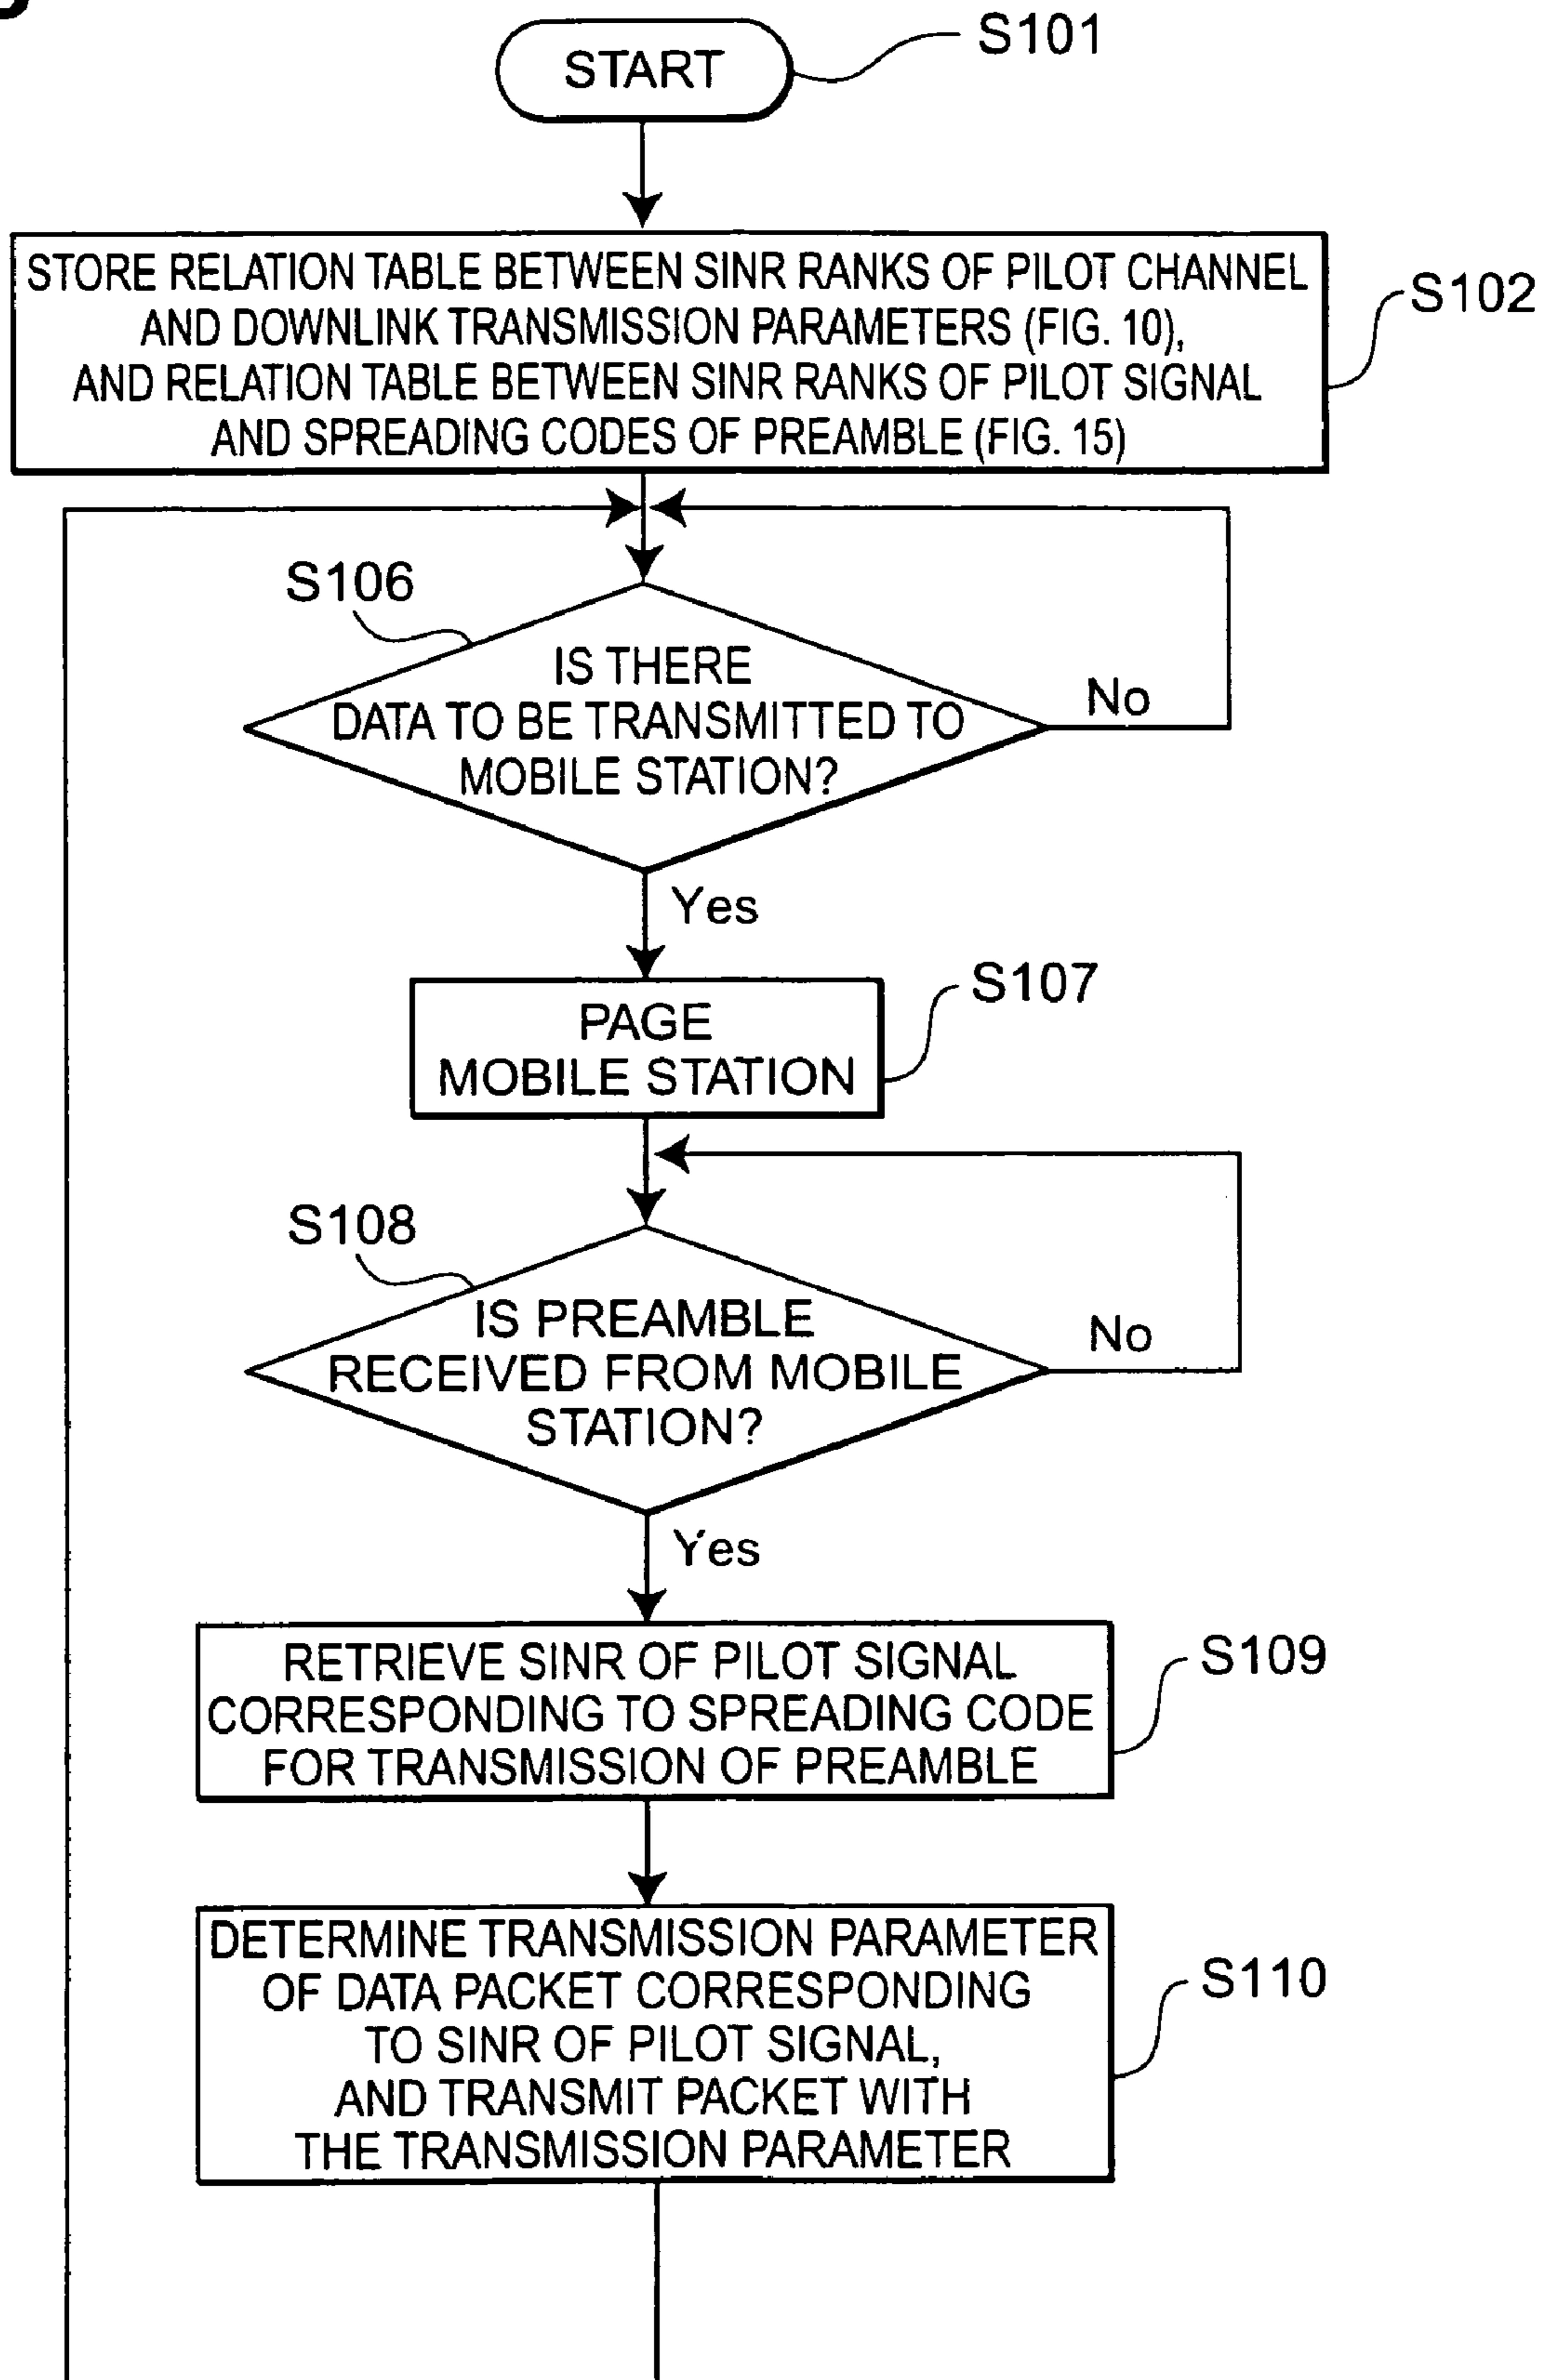 START
S101
STORE RELATION TABLE BETWEEN SINR RANKS OF PILOT CHANNEL
AND DOWNLINK TRANSMISSION PARAMETERS (FIG. 10),
AND RELATION TABLE BETWEEN SINR RANKS OF PILOT SIGNAL
AND SPREADING CODES OF PREAMBLE (FIG. 15)
S102
S106
IS THERE
DATA TO BE TRANSMITTED TO
MOBILE STATION?
No
Yes
PAGE
MOBILE STATION
S107
S108
IS PREAMBLE
RECEIVED FROM MOBILE
STATION?
No
Yes
RETRIEVE SINR OF PILOT SIGNAL
CORRESPONDING TO SPREADING CODE
FOR TRANSMISSION OF PREAMBLE
S109
DETERMINE TRANSMISSION PARAMETER
OF DATA PACKET CORRESPONDING
TO SINR OF PILOT SIGNAL,
AND TRANSMIT PACKET WITH
THE TRANSMISSION PARAMETER
S110